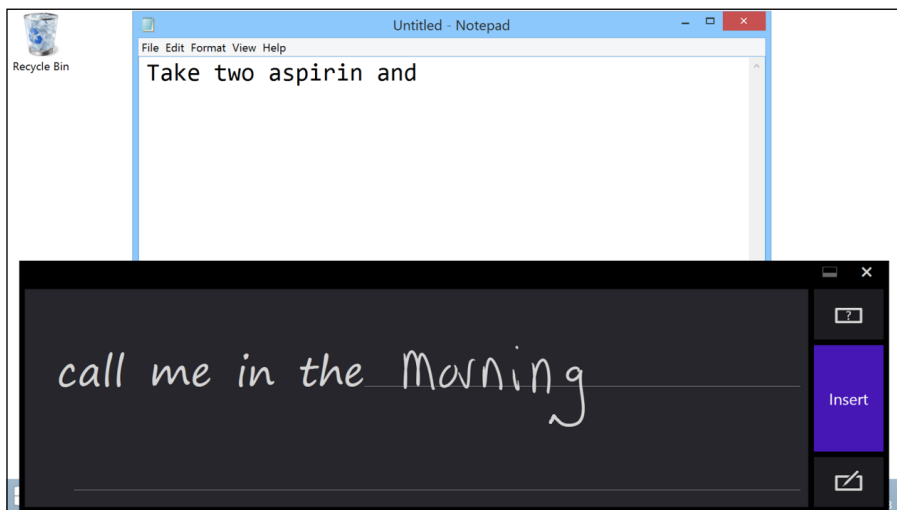 Untitled - Notepad
File Edit Format View Help
Recycle Bin
Take two aspirin and
call me in the morning
?
Insert